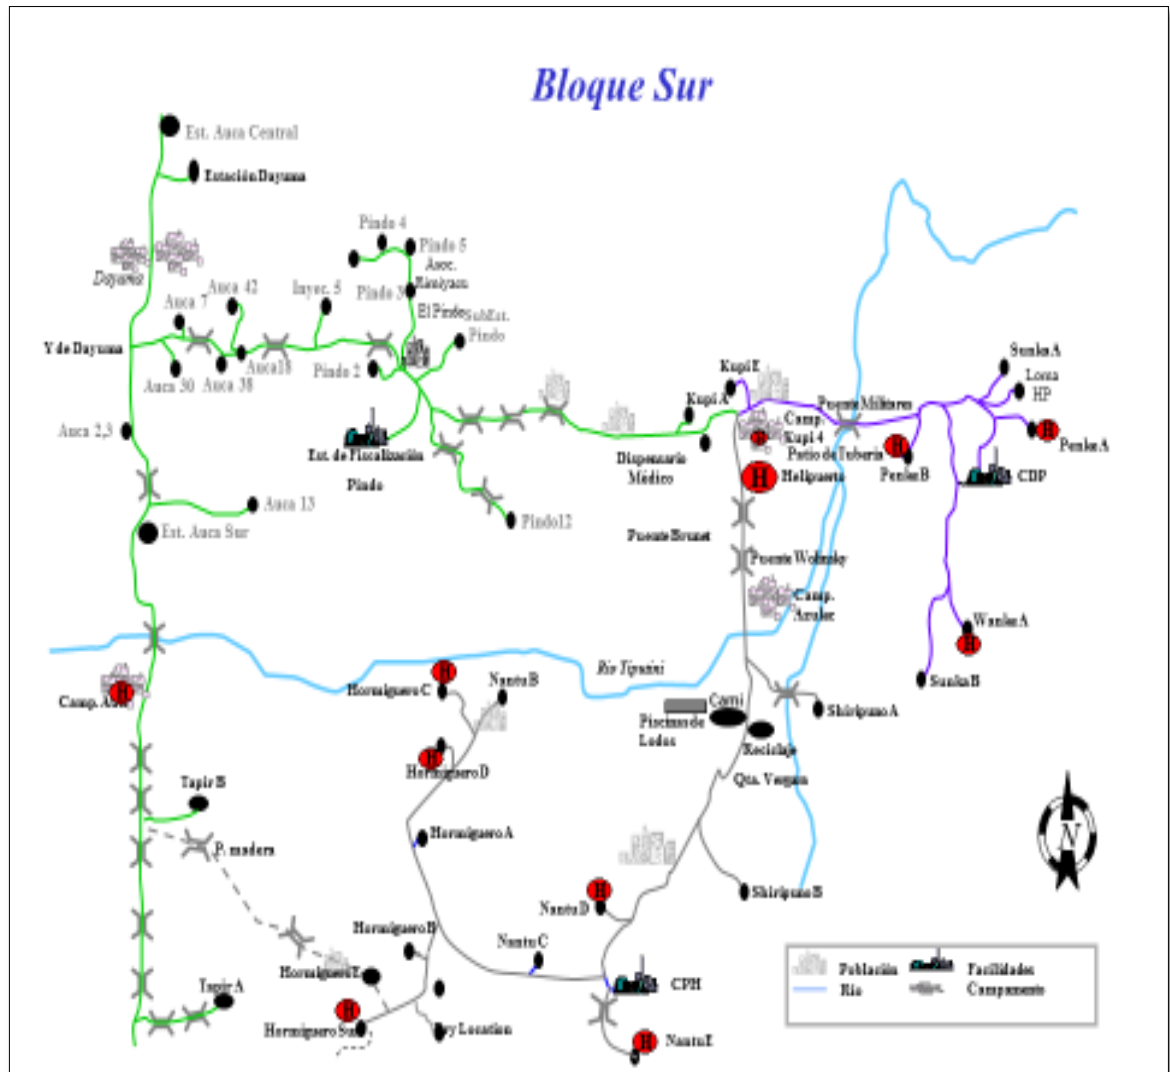 Bloque Sur
Est. Auca Central
Estación Dayuma
Dayuma
Pindo 4
Pindo 5
Asoc.
Rimiyacu
Pindo 3
El Pindo
SubEst.
Pindo
Auca 42
Auca 7
Inyec. 5
Y de Dayuma
Auca 30
Auca 38
Auca18
Pindo 2
Kupi E
Kupi A
Puente Militares
Sunka A
Loma
HP
Auca 2,3
Est. de Fiscalización
Pindo
Dispensario
Médico
Camp.
Kupi 4
Patio de Tubería
Helipuerto
H
Penke B
Penke A
CDP
Auca 13
Est. Auca Sur
Pindo12
Puente Brunet
Puente Wolinsky
Camp.
Wanke A
Sunka B
Río Tiputini
Hormiguero C
Nantu B
Cami
Piscinas de
Lodos
Reciclaje
Shiripuno A
Hormiguero D
Qta. Vergara
Tapir B
P. madera
Hormiguero A
N
Shiripuno B
Nantu D
Hormiguero B
Nantu C
Hormiguero E
Tapir A
CPH
Hormiguero Sur
Location
Nantu E
Población
Facilidades
Río
Campamento